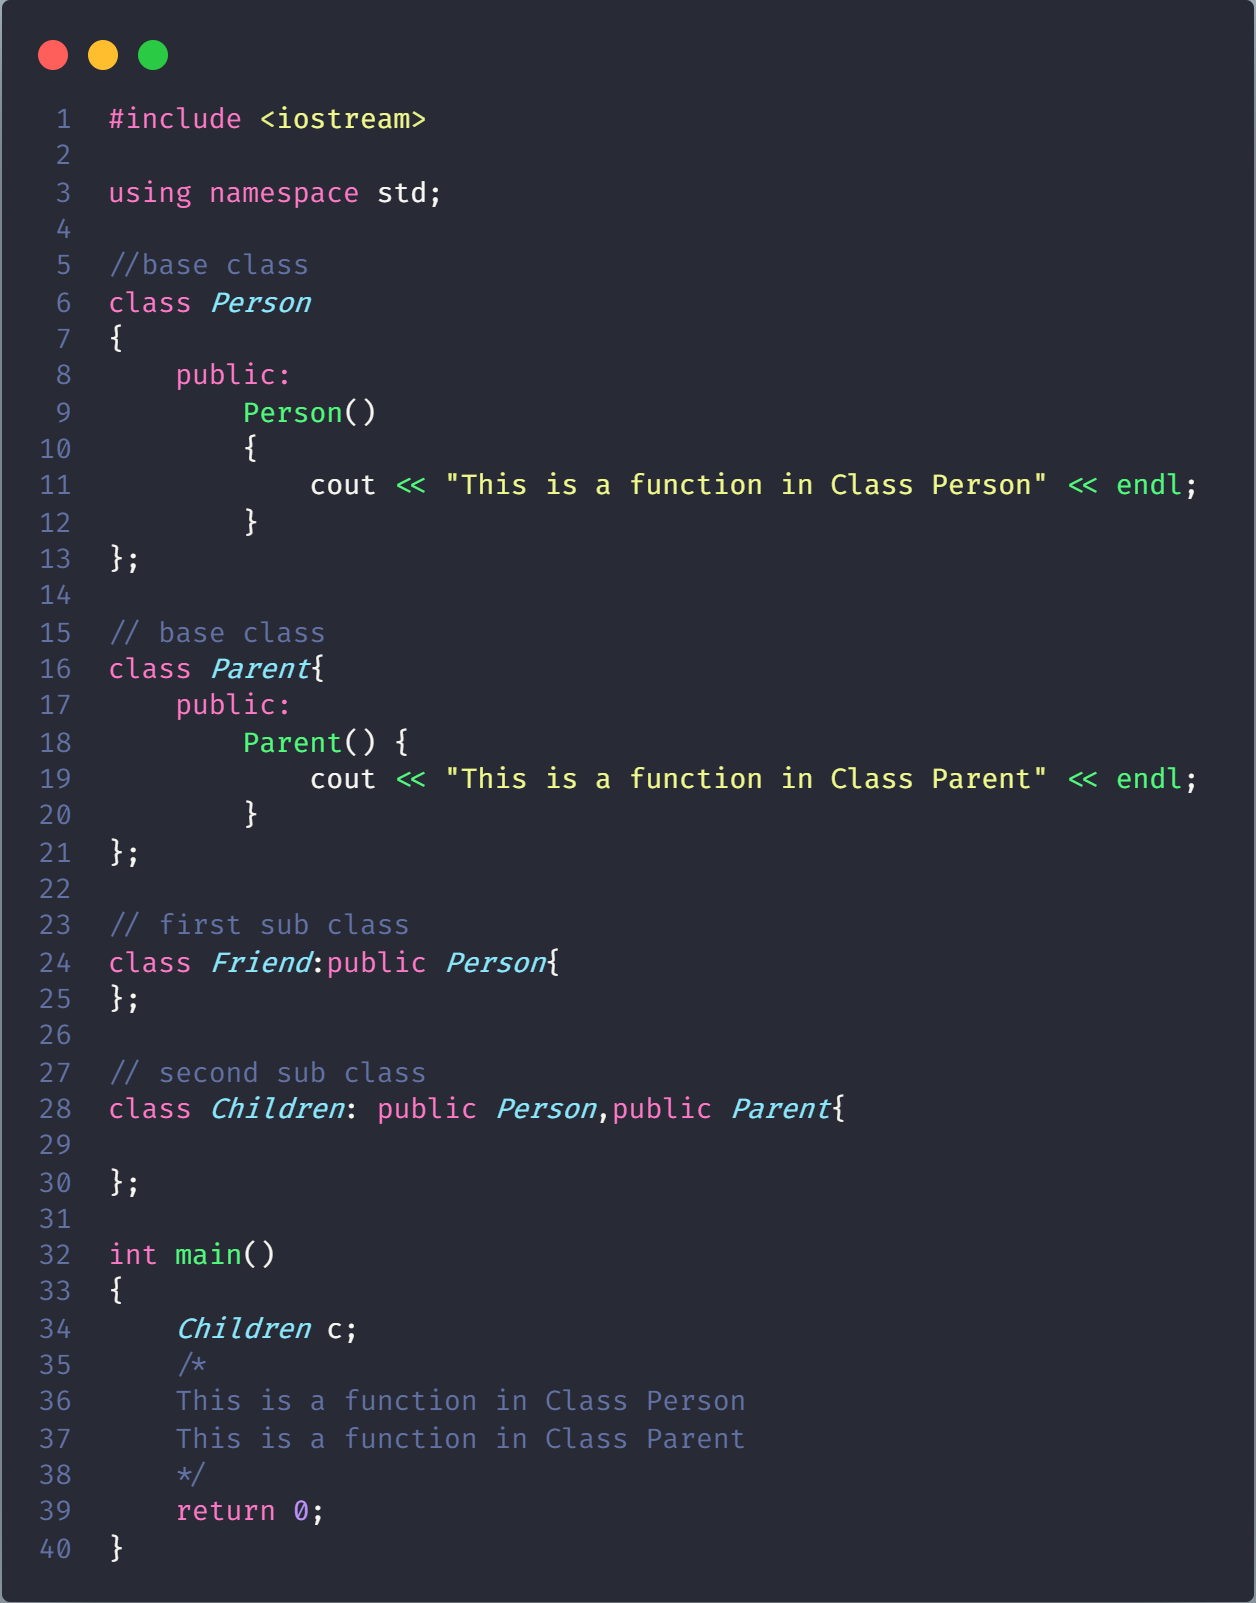 1 #include <iostream>
2
3 using namespace std;
4
5 //base class
6 class Person
7 {
8     public:
9         Person()
10         {
11             cout << "This is a function in Class Person" << endl;
12         }
13 };
14
15 // base class
16 class Parent{
17     public:
18         Parent() {
19             cout << "This is a function in Class Parent" << endl;
20         }
21 };
22
23 // first sub class
24 class Friend:public Person{
25 };
26
27 // second sub class
28 class Children: public Person,public Parent{
29
30 };
31
32 int main()
33 {
34     Children c;
35     /*
36     This is a function in Class Person
37     This is a function in Class Parent
38     */
39     return 0;
40 }